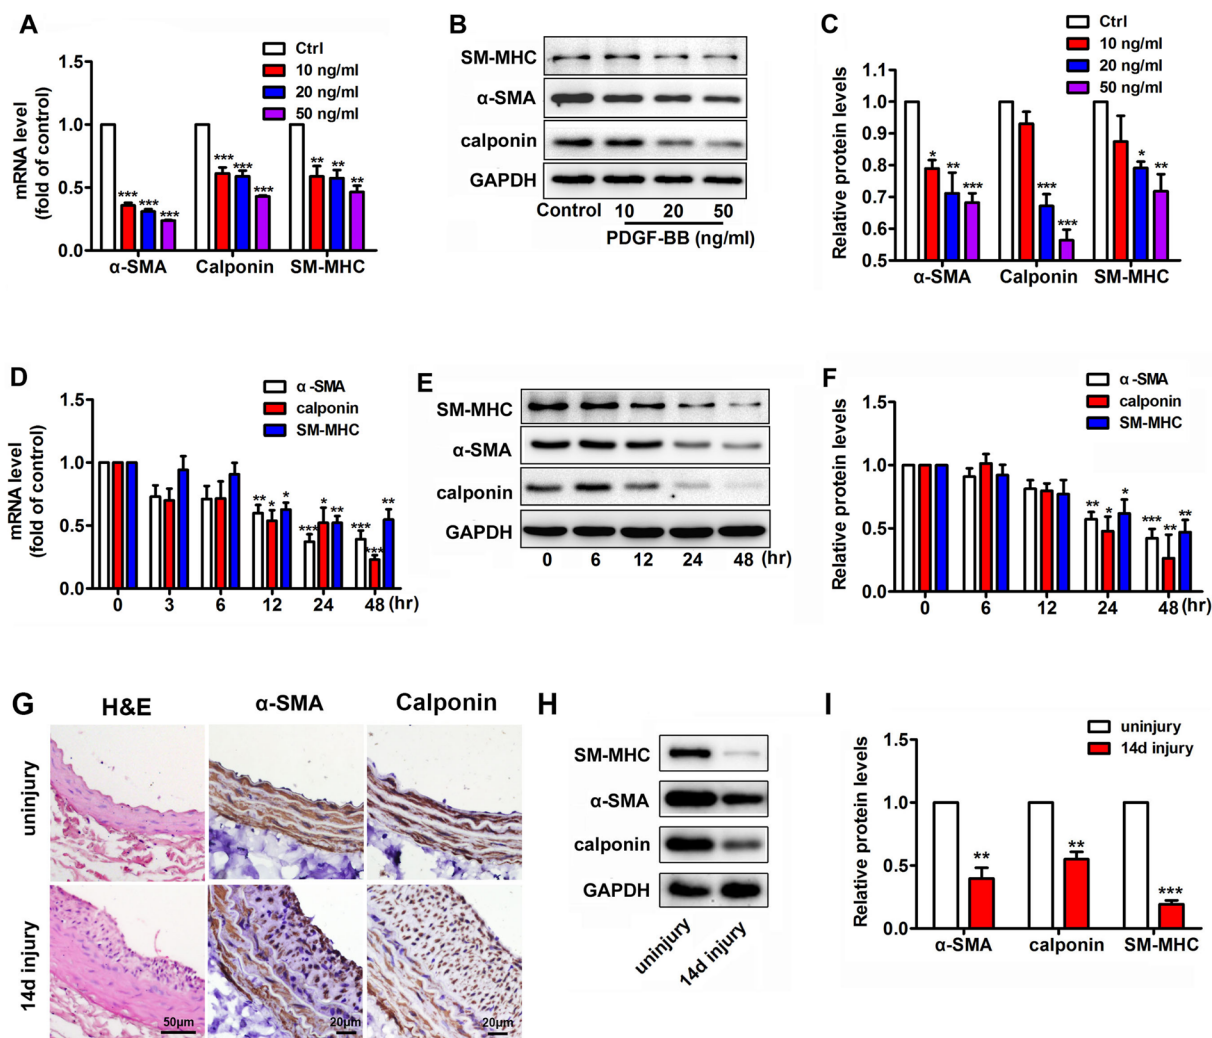 A
Ctrl
10 ng/ml
20 ng/ml
50 ng/ml
mRNA level
(fold of control)
1.5
1.0
0.5
0.0
*** *** ***
*** *** ***
** ** **
α-SMA Calponin SM-MHC
B
SM-MHC
α-SMA
calponin
GAPDH
Control 10 20 50
PDGF-BB (ng/ml)
C
Ctrl
10 ng/ml
20 ng/ml
50 ng/ml
Relative protein levels
1.1
1.0
0.9
0.8
0.7
0.6
0.5
* ** ***
*** ***
* **
α-SMA Calponin SM-MHC
D
α-SMA
calponin
SM-MHC
mRNA level
(fold of control)
1.5
1.0
0.5
0.0
** * *
*** * **
*** *** **
0 3 6 12 24 48 (hr)
E
SM-MHC
α-SMA
calponin
GAPDH
0 6 12 24 48 (hr)
F
α-SMA
calponin
SM-MHC
Relative protein levels
1.5
1.0
0.5
0.0
** * *
*** ** **
0 6 12 24 48 (hr)
G
H&E α-SMA Calponin
uninjury
14d injury
50μm 20μm 20μm
H
SM-MHC
α-SMA
calponin
GAPDH
uninjury 14d injury
I
uninjury
14d injury
Relative protein levels
1.5
1.0
0.5
0.0
** ** ***
α-SMA calponin SM-MHC